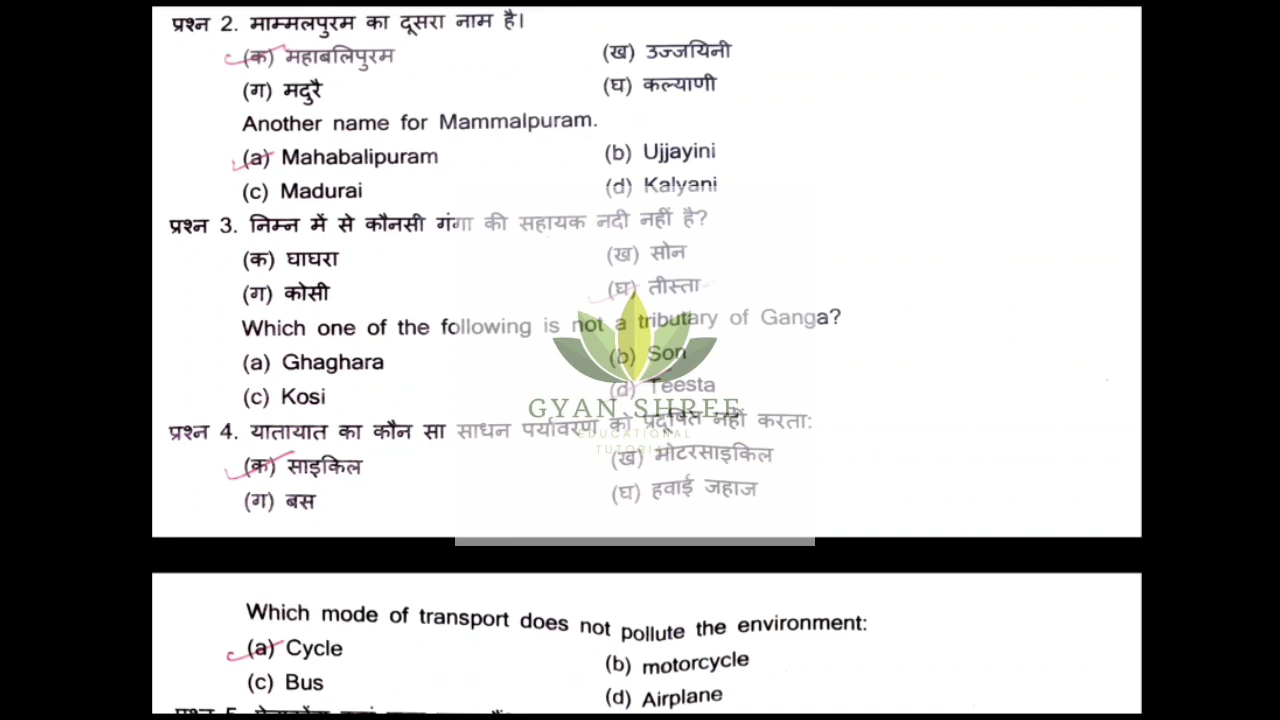 प्रश्न 2. माम्मलपुरम का दूसरा नाम है।
(क) महाबलिपुरम (ख) उज्जयिनी
(ग) मदुरै (घ) कल्याणी
Another name for Mammalpuram.
(a) Mahabalipuram (b) Ujjayini
(c) Madurai (d) Kalyani
प्रश्न 3. निम्न में से कौनसी गंगा की सहायक नदी नहीं है?
(क) घाघरा (ख) सोन
(ग) कोसी (घ) तीस्ता
Which one of the following is not a tributary of Ganga?
(a) Ghaghara (b) Son
(c) Kosi (d) Teesta
GYAN SHREE
EDUCATIONAL
TUTORIAL
प्रश्न 4. यातायात का कौन सा साधन पर्यावरण को प्रदूषित नहीं करता:
(क) साइकिल (ख) मोटरसाइकिल
(ग) बस (घ) हवाई जहाज
Which mode of transport does not pollute the environment:
(a) Cycle (b) motorcycle
(c) Bus (d) Airplane